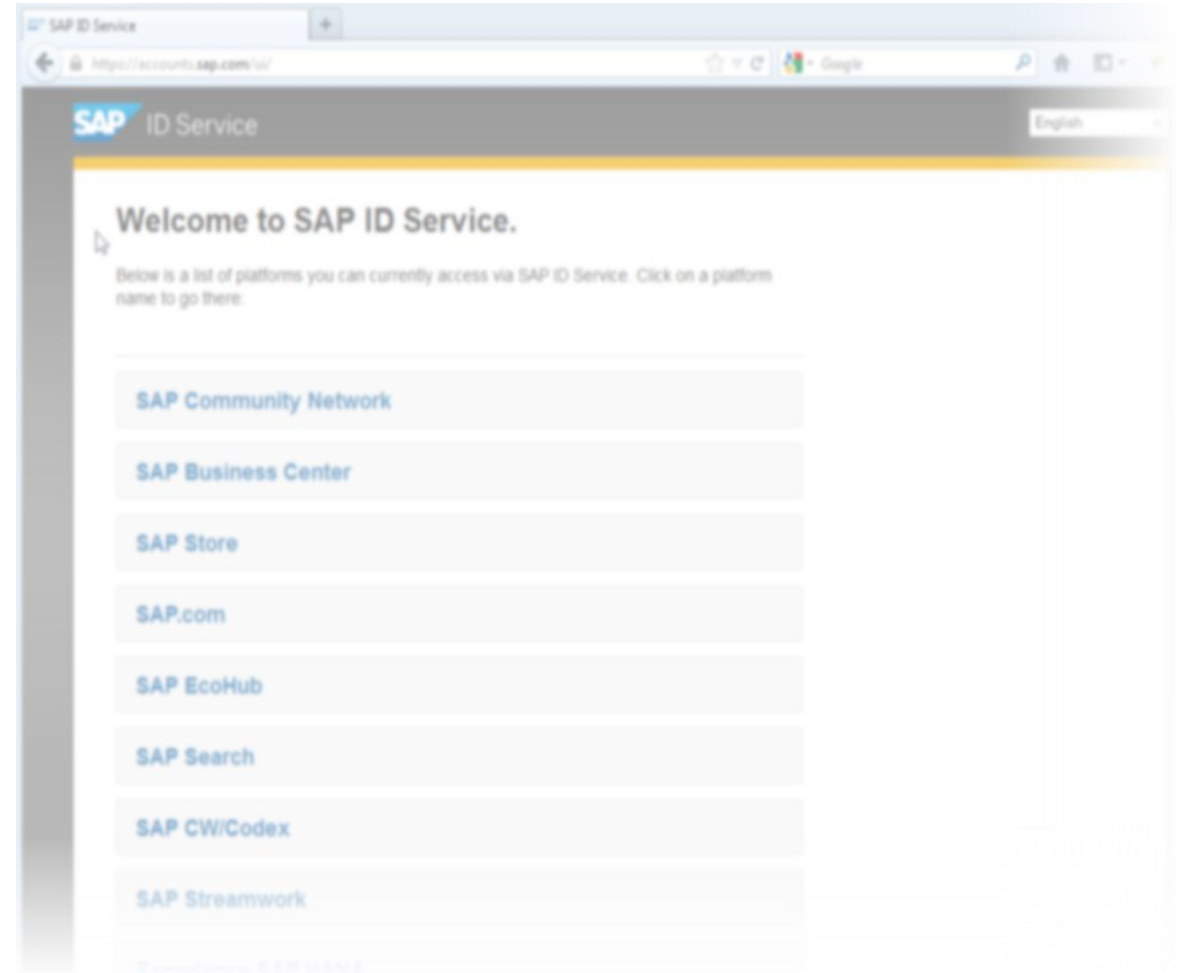 SAP ID Service
https://accounts.sap.com/ui/
Google
SAP ID Service
English
Welcome to SAP ID Service.
Below is a list of platforms you can currently access via SAP ID Service. Click on a platform
name to go there:
SAP Community Network
SAP Business Center
SAP Store
SAP.com
SAP EcoHub
SAP Search
SAP CW/Codex
SAP Streamwork
Experience SAP HANA